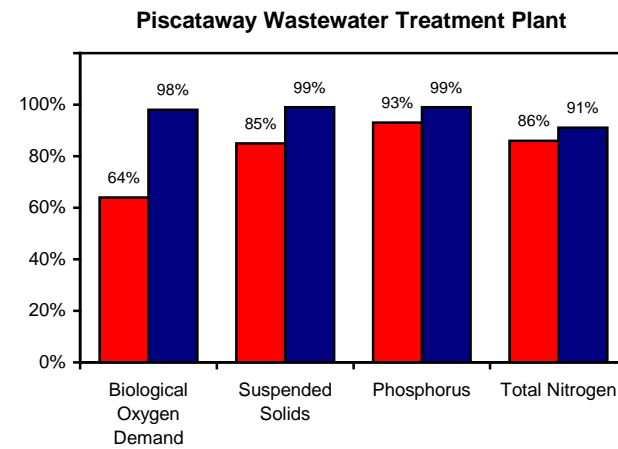 Piscataway Wastewater Treatment Plant
100%
80%
60%
40%
20%
0%
64%
98%
85%
99%
93%
99%
86%
91%
Biological
Oxygen
Demand
Suspended
Solids
Phosphorus
Total Nitrogen